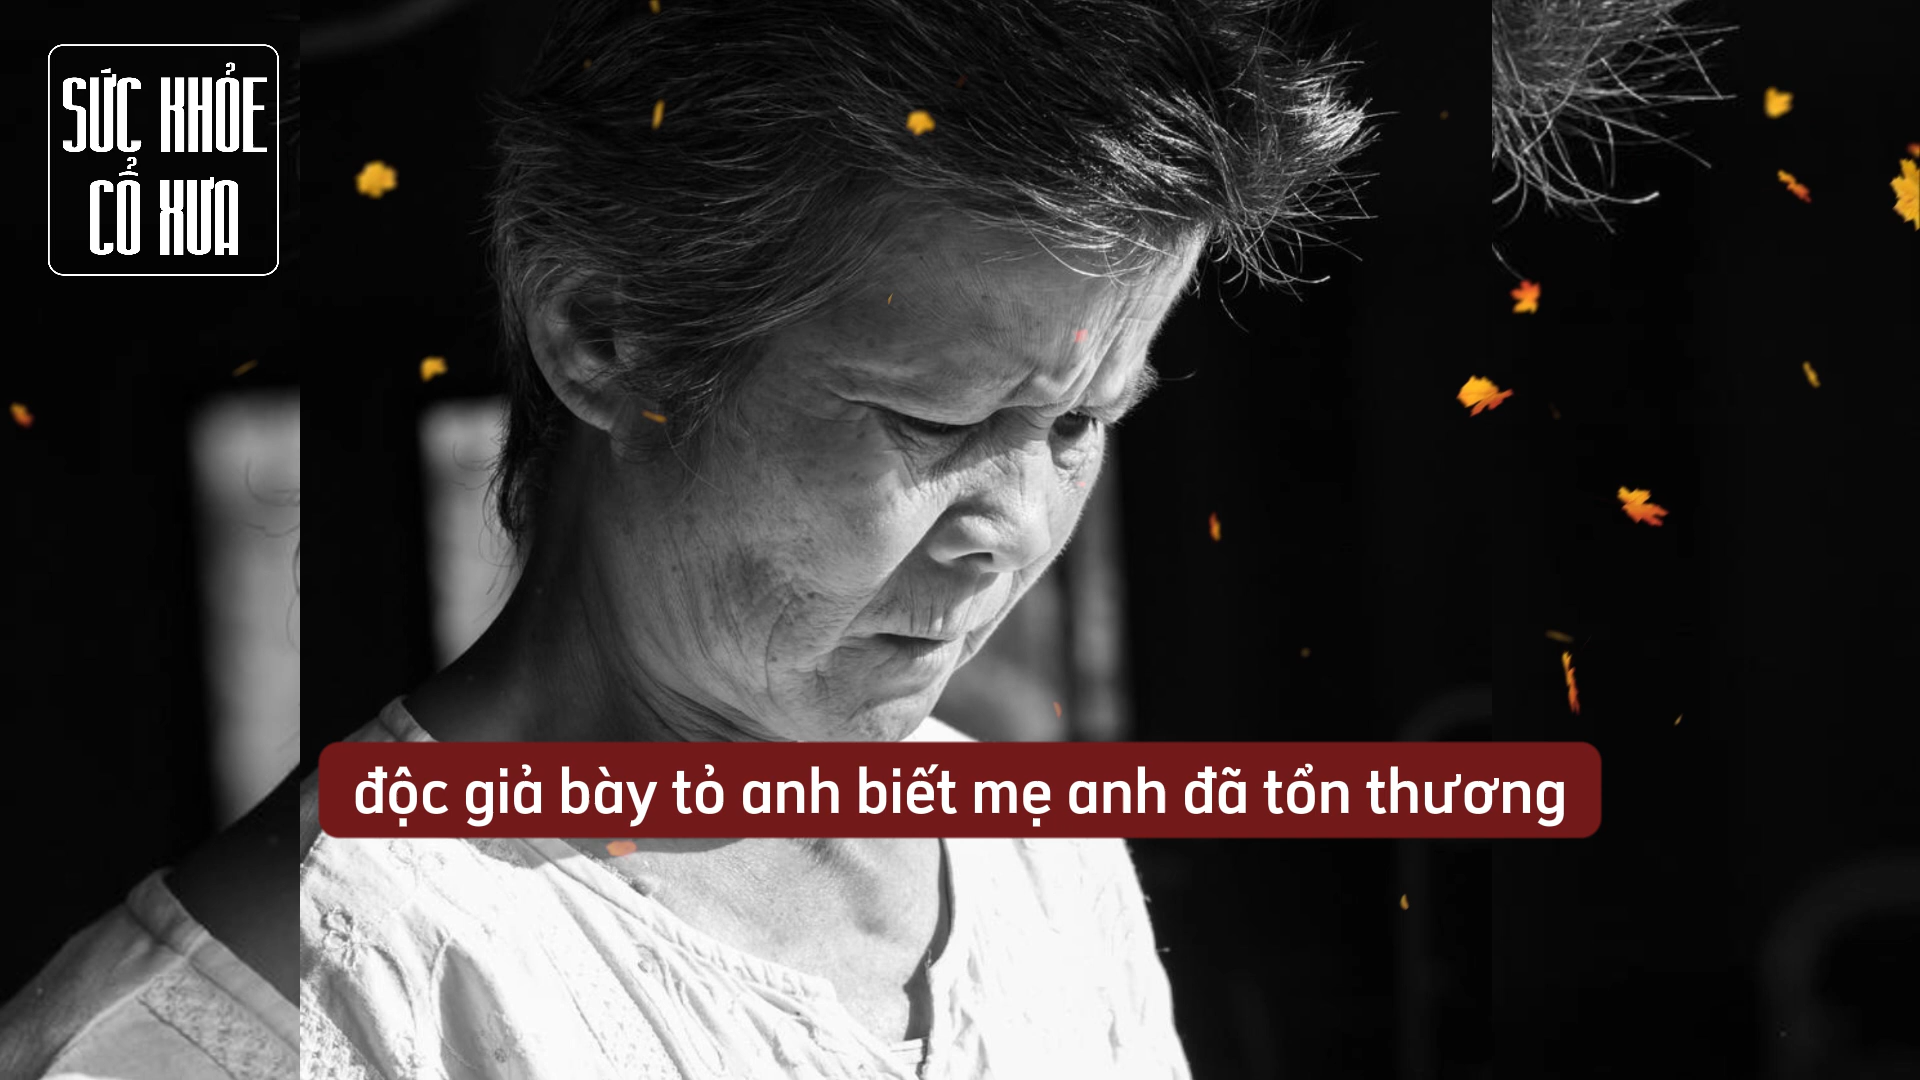 SỨC KHỎE
CỔ XƯA
độc giả bày tỏ anh biết mẹ anh đã tổn thương